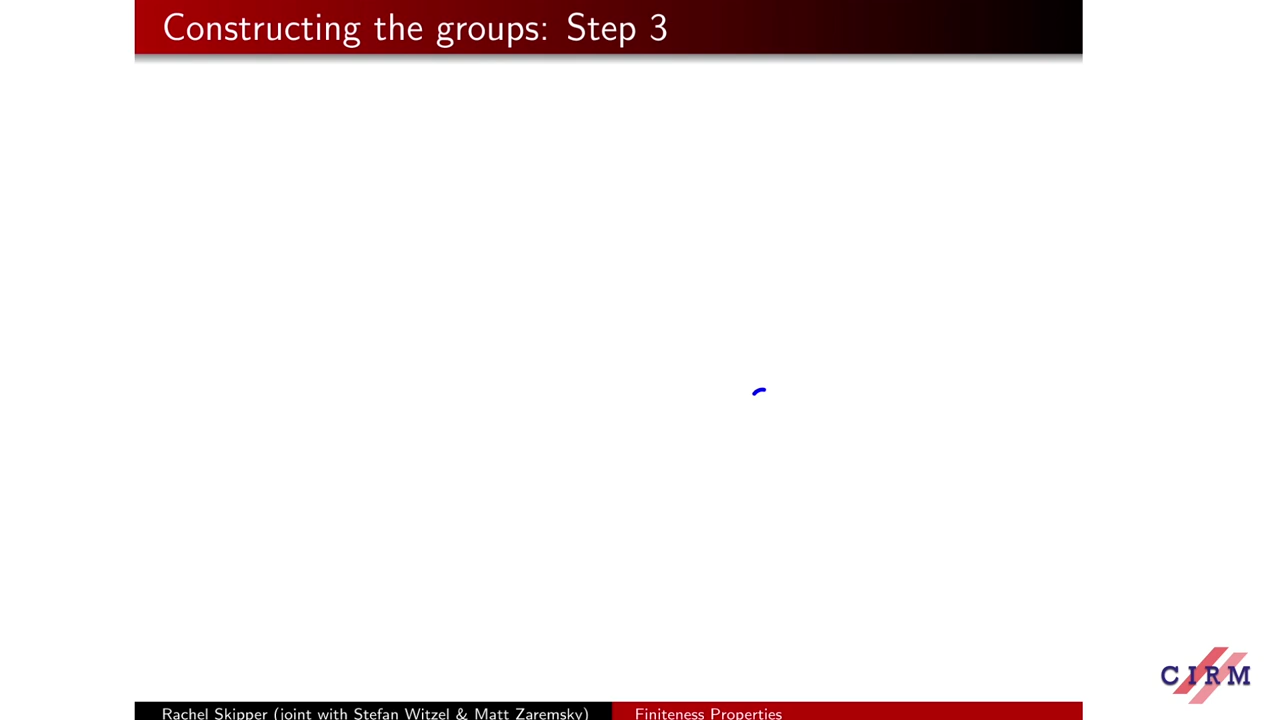 Constructing the groups: Step 3
CIRM
Rachel Skipper (joint with Stefan Witzel & Matt Zaremsky)
Finiteness Properties